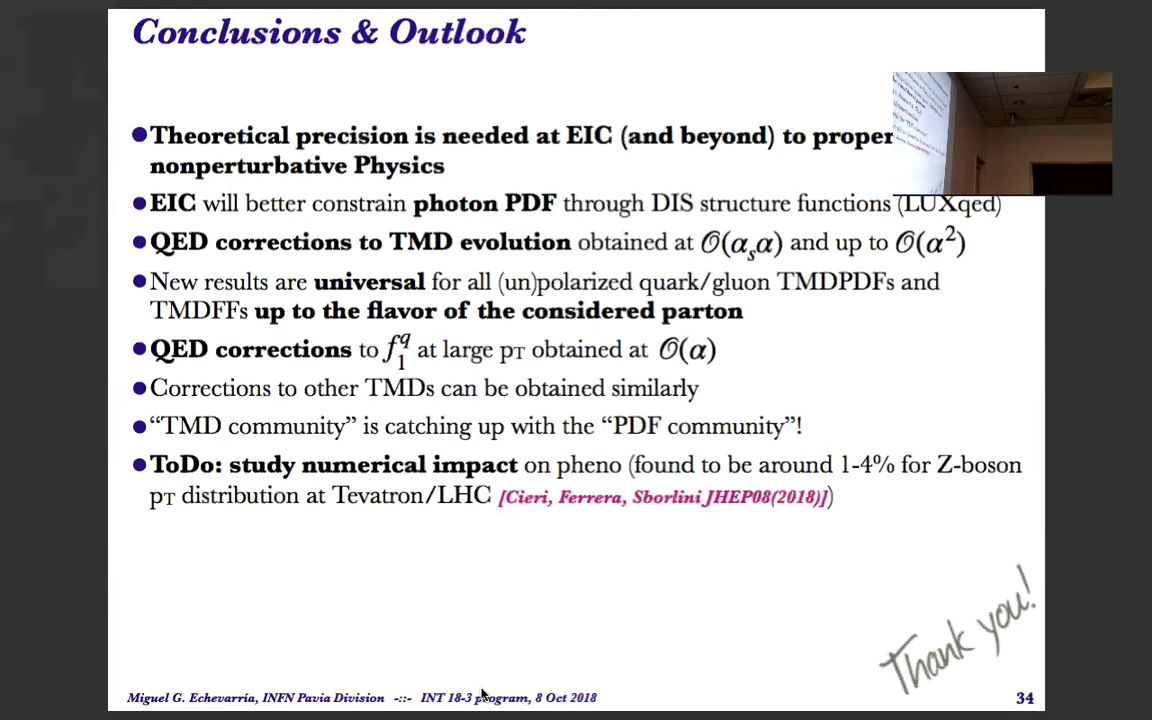 Conclusions & Outlook
●Theoretical precision is needed at EIC (and beyond) to proper
nonperturbative Physics
●EIC will better constrain photon PDF through DIS structure functions (LUXqed)
●QED corrections to TMD evolution obtained at 𝒪(αₛα) and up to 𝒪(α²)
●New results are universal for all (un)polarized quark/gluon TMDPDFs and
TMDFFs up to the flavor of the considered parton
●QED corrections to f₁^q at large pT obtained at 𝒪(α)
●Corrections to other TMDs can be obtained similarly
●“TMD community” is catching up with the “PDF community”!
●ToDo: study numerical impact on pheno (found to be around 1-4% for Z-boson
pT distribution at Tevatron/LHC [Cieri, Ferrera, Sborlini JHEP08(2018)])
Thank you!
Miguel G. Echevarría, INFN Pavia Division -::- INT 18-3 program, 8 Oct 2018
34